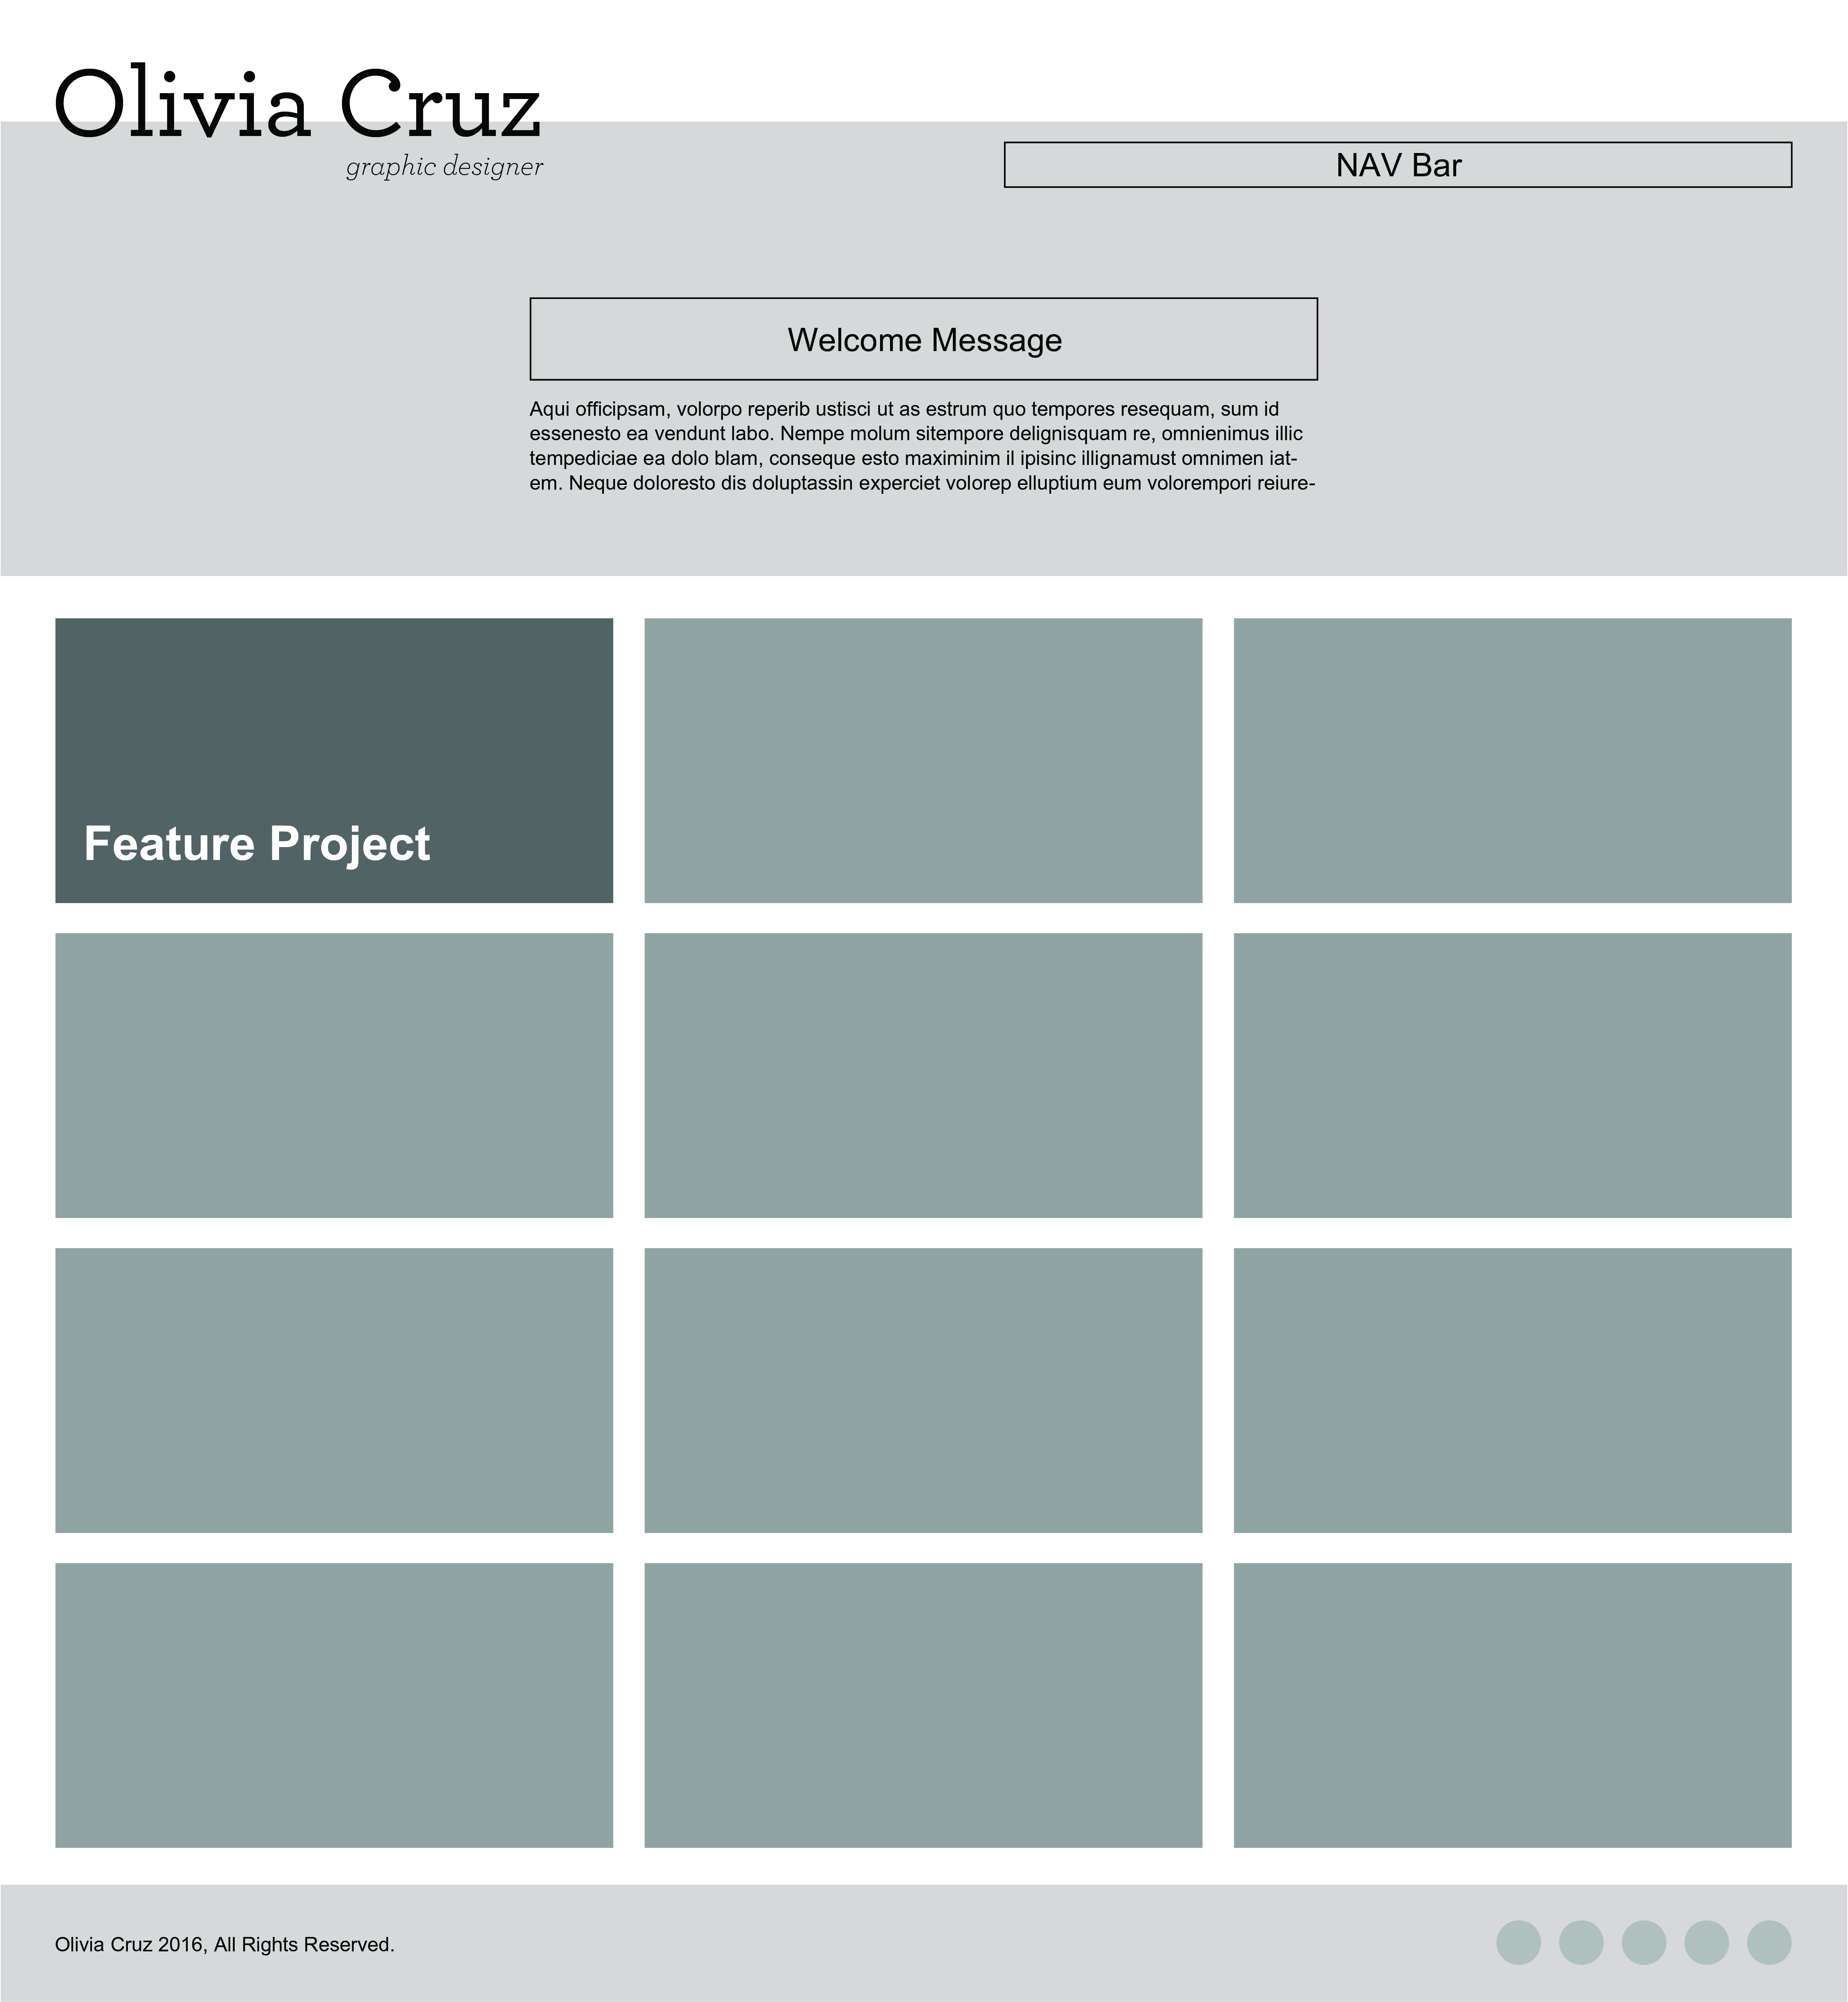 Olivia Cruz
graphic designer
NAV Bar
Welcome Message
Aqui officipsam, volorpo reperib ustisci ut as estrum quo tempores resequam, sum id
essenesto ea vendunt labo. Nempe molum sitempore delignisquam re, omnienimus illic
tempediciae ea dolo blam, conseque esto maximinim il ipisinc illignamust omnimen iat-
em. Neque doloresto dis doluptassin experciet volorep elluptium eum volorempori reiure-
Feature Project
Olivia Cruz 2016, All Rights Reserved.